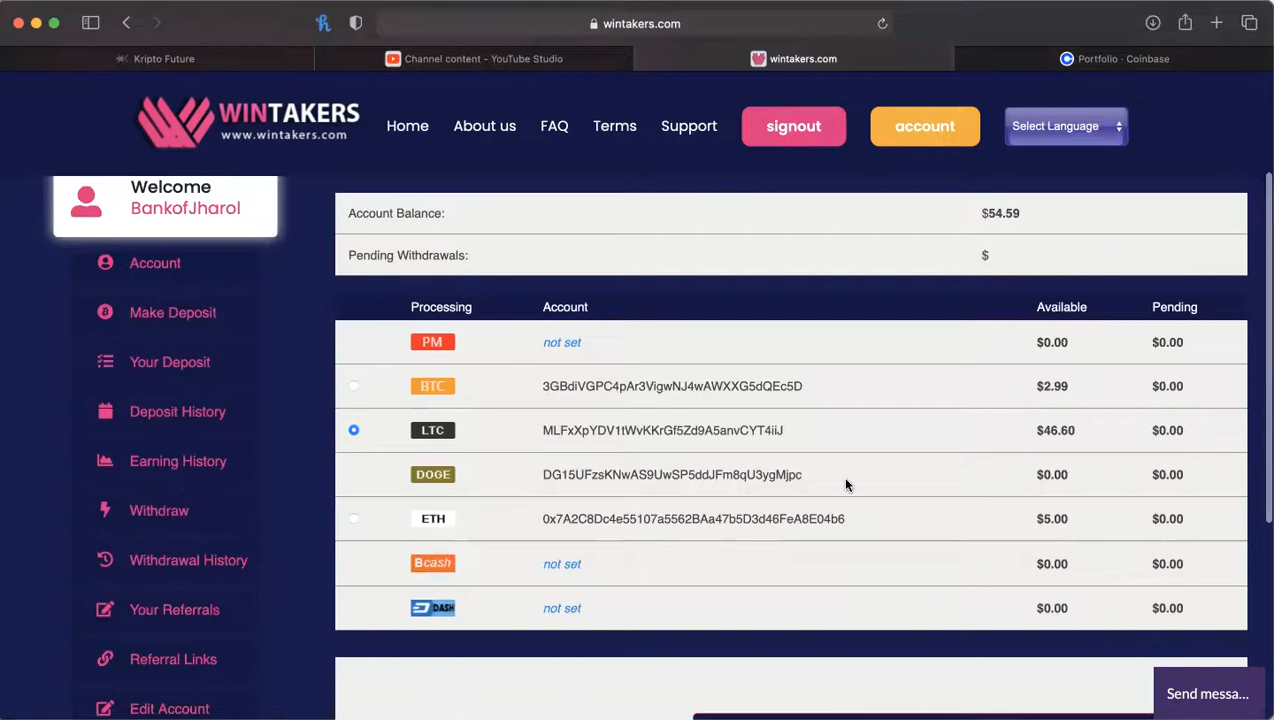 wintakers.com
Kripto Future
Channel content - YouTube Studio
wintakers.com
Portfolio - Coinbase
WINTAKERS
www.wintakers.com
Home
About us
FAQ
Terms
Support
signout
account
Select Language
Welcome
BankofJharol
Account
Make Deposit
Your Deposit
Deposit History
Earning History
Withdraw
Withdrawal History
Your Referrals
Referral Links
Edit Account
Account Balance: $54.59
Pending Withdrawals: $
Processing Account Available Pending
PM not set $0.00 $0.00
BTC 3GBdiVGPC4pAr3VigwNJ4wAWXXG5dQEc5D $2.99 $0.00
LTC MLFxXpYDV1tWvKKrGf5Zd9A5anvCYT4iiJ $46.60 $0.00
DOGE DG15UFzsKNwAS9UwSP5ddJFm8qU3ygMjpc $0.00 $0.00
ETH 0x7A2C8Dc4e55107a5562BAa47b5D3d46FeA8E04b6 $5.00 $0.00
Bcash not set $0.00 $0.00
DASH not set $0.00 $0.00
Send messa...